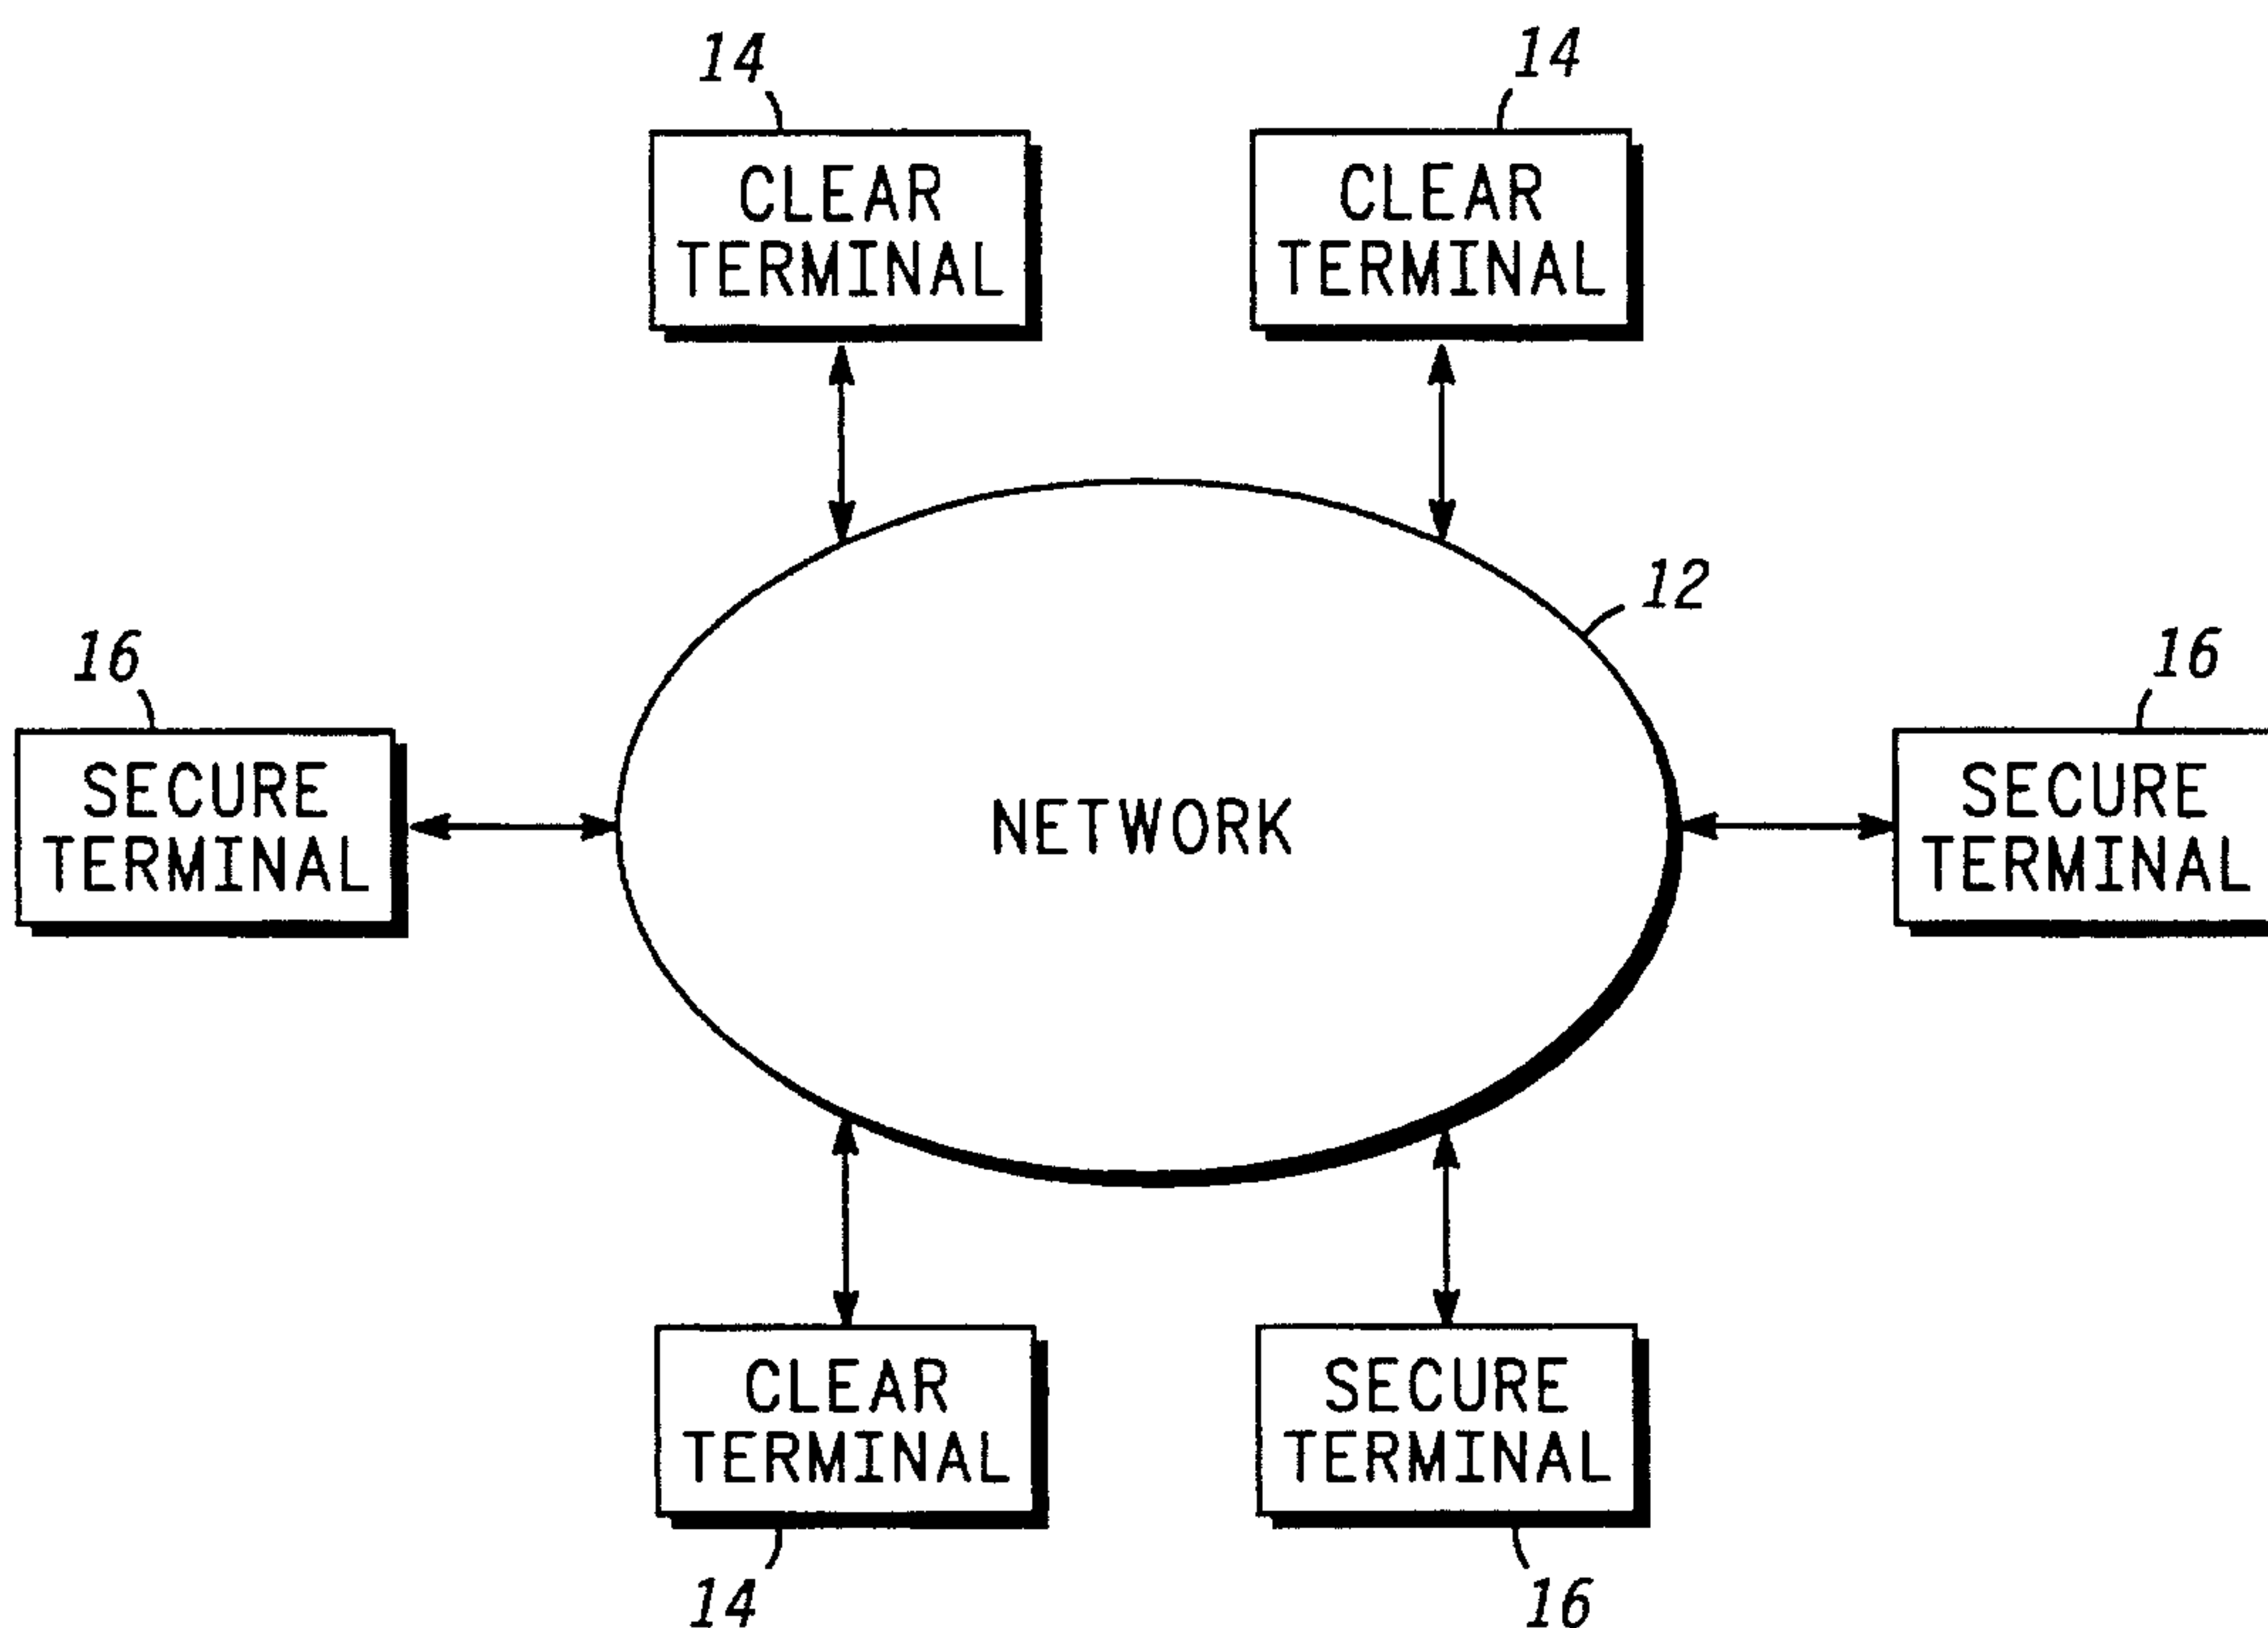 14
14
CLEAR
TERMINAL
CLEAR
TERMINAL
12
16
16
SECURE
TERMINAL
NETWORK
SECURE
TERMINAL
CLEAR
TERMINAL
SECURE
TERMINAL
14
16